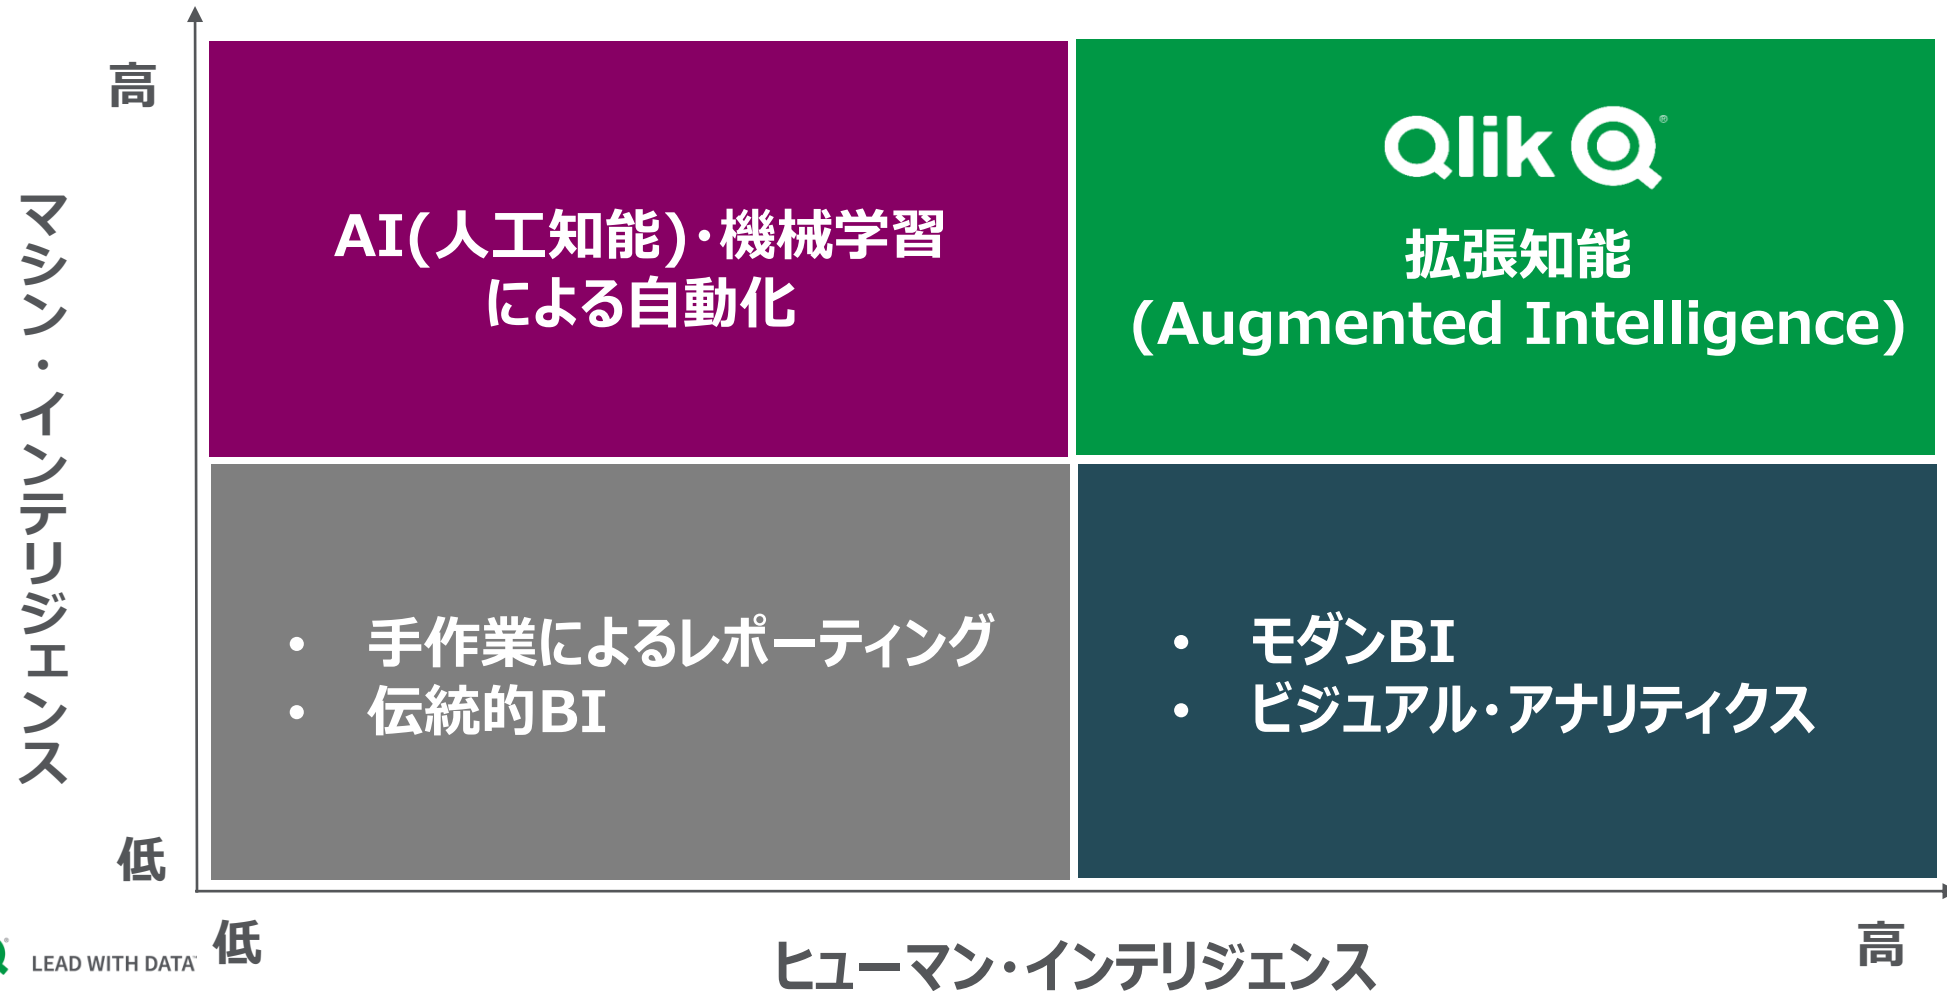 高
マシン・インテリジェンス
低
AI(人工知能)・機械学習
による自動化
Qlik
拡張知能
(Augmented Intelligence)
• 手作業によるレポーティング
• 伝統的BI
• モダンBI
• ビジュアル・アナリティクス
低
ヒューマン・インテリジェンス
高
LEAD WITH DATA™